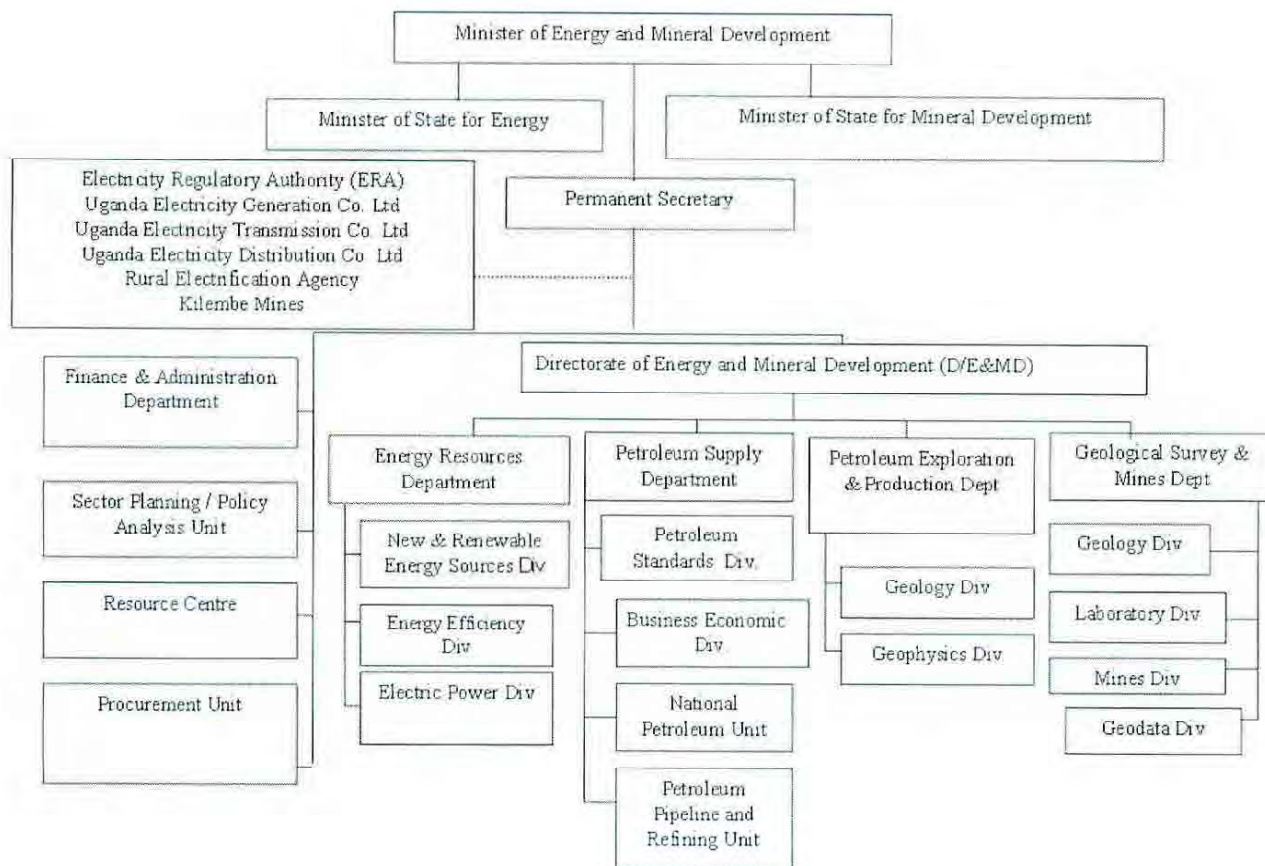 Minister of Energy and Mineral Development
Minister of State for Energy
Minister of State for Mineral Development
Electricity Regulatory Authority (ERA)
Uganda Electricity Generation Co. Ltd
Uganda Electricity Transmission Co. Ltd
Uganda Electricity Distribution Co Ltd
Rural Electrification Agency
Kilembe Mines
Permanent Secretary
Directorate of Energy and Mineral Development (D/E&MD)
Finance & Administration
Department
Sector Planning / Policy
Analysis Unit
Resource Centre
Procurement Unit
Energy Resources
Department
New & Renewable
Energy Sources Div
Energy Efficiency
Div
Electric Power Div
Petroleum Supply
Department
Petroleum
Standards Div.
Business Economic
Div
National
Petroleum Unit
Petroleum
Pipeline and
Refining Unit
Petroleum Exploration
& Production Dept
Geology Div
Geophysics Div
Geological Survey &
Mines Dept
Geology Div
Laboratory Div
Mines Div
Geodata Div